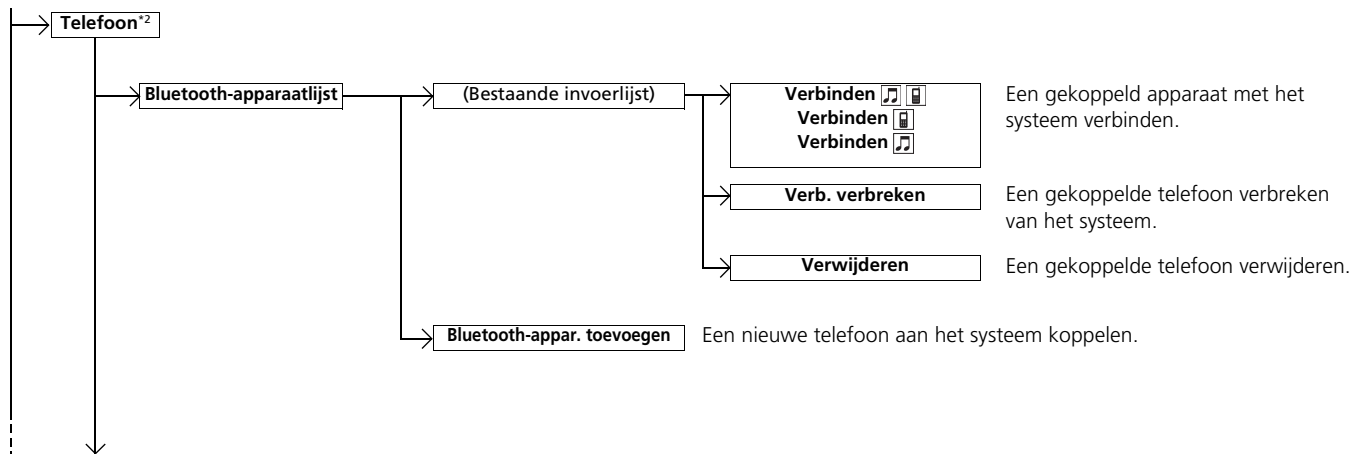 Telefoon*2
Bluetooth-apparaatlijst
(Bestaande invoerlijst)
Verbinden
Verbinden
Verbinden
Een gekoppeld apparaat met het
systeem verbinden.
Verb. verbreken
Een gekoppelde telefoon verbreken
van het systeem.
Verwijderen
Een gekoppelde telefoon verwijderen.
Bluetooth-appar. toevoegen
Een nieuwe telefoon aan het systeem koppelen.